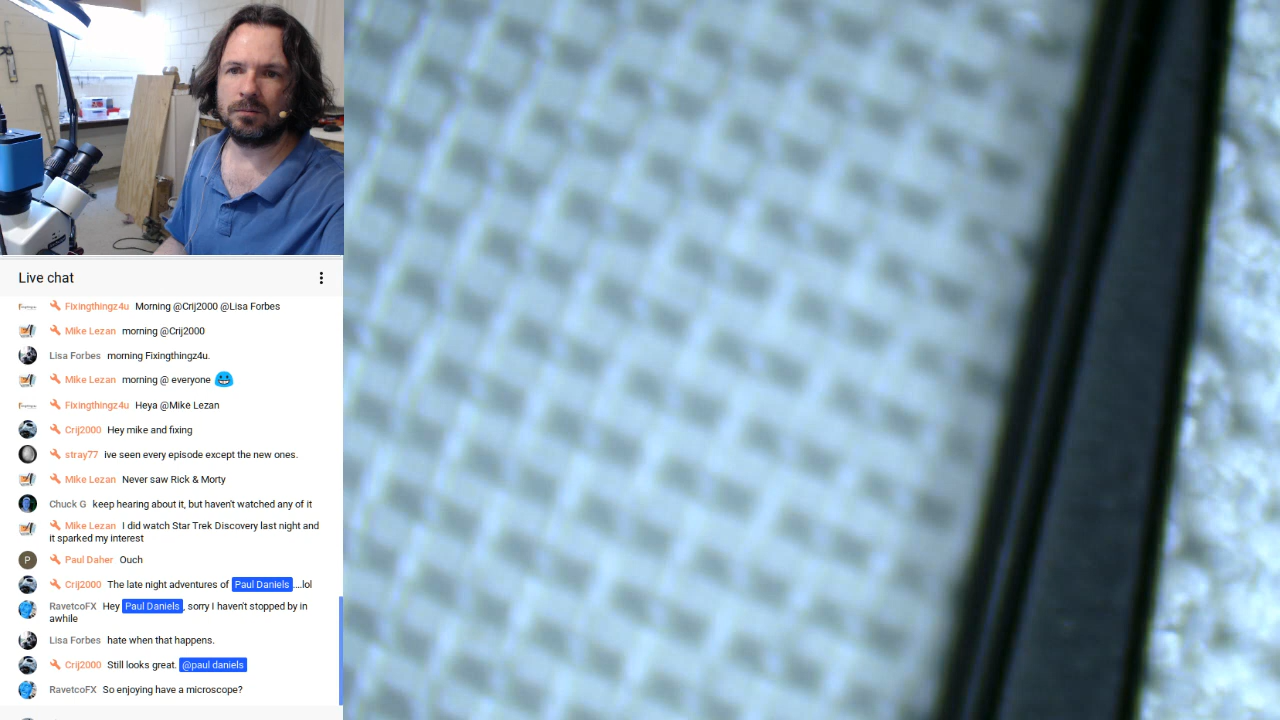 Live chat
Fixingthingz4u Morning @Crij2000 @Lisa Forbes
Mike Lezan morning @Crij2000
Lisa Forbes morning Fixingthingz4u.
Mike Lezan morning @ everyone
Fixingthingz4u Heya @Mike Lezan
Crij2000 Hey mike and fixing
stray77 ive seen every episode except the new ones.
Mike Lezan Never saw Rick & Morty
Chuck G keep hearing about it, but haven't watched any of it
Mike Lezan I did watch Star Trek Discovery last night and
it sparked my interest
P Paul Daher Ouch
Crij2000 The late night adventures of Paul Daniels ....lol
RavetcoFX Hey Paul Daniels , sorry I haven't stopped by in
awhile
Lisa Forbes hate when that happens.
Crij2000 Still looks great. @paul daniels
RavetcoFX So enjoying have a microscope?